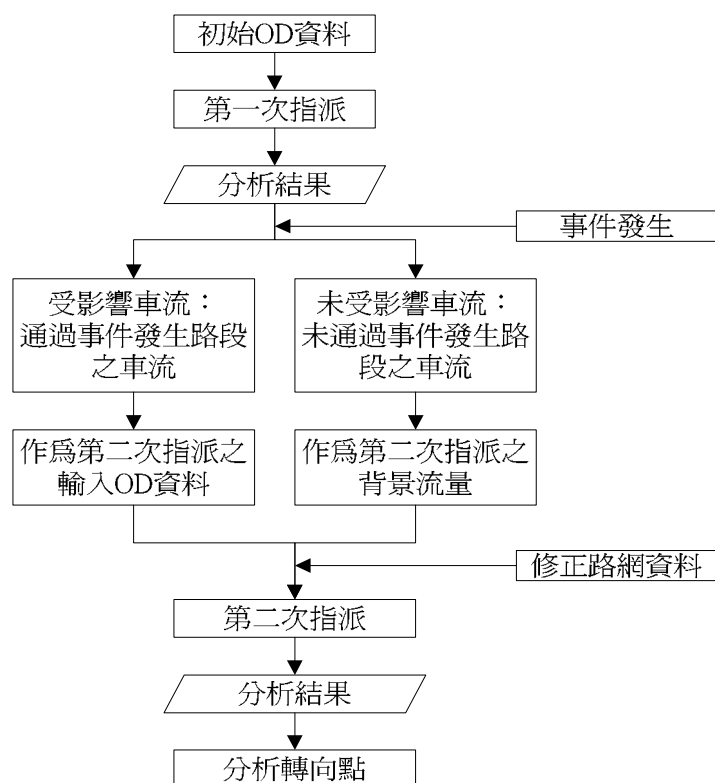 初始OD資料
第一次指派
分析結果
事件發生
受影響車流：
通過事件發生路段
之車流
未受影響車流：
未通過事件發生路
段之車流
作爲第二次指派之
輸入OD資料
作爲第二次指派之
背景流量
修正路網資料
第二次指派
分析結果
分析轉向點